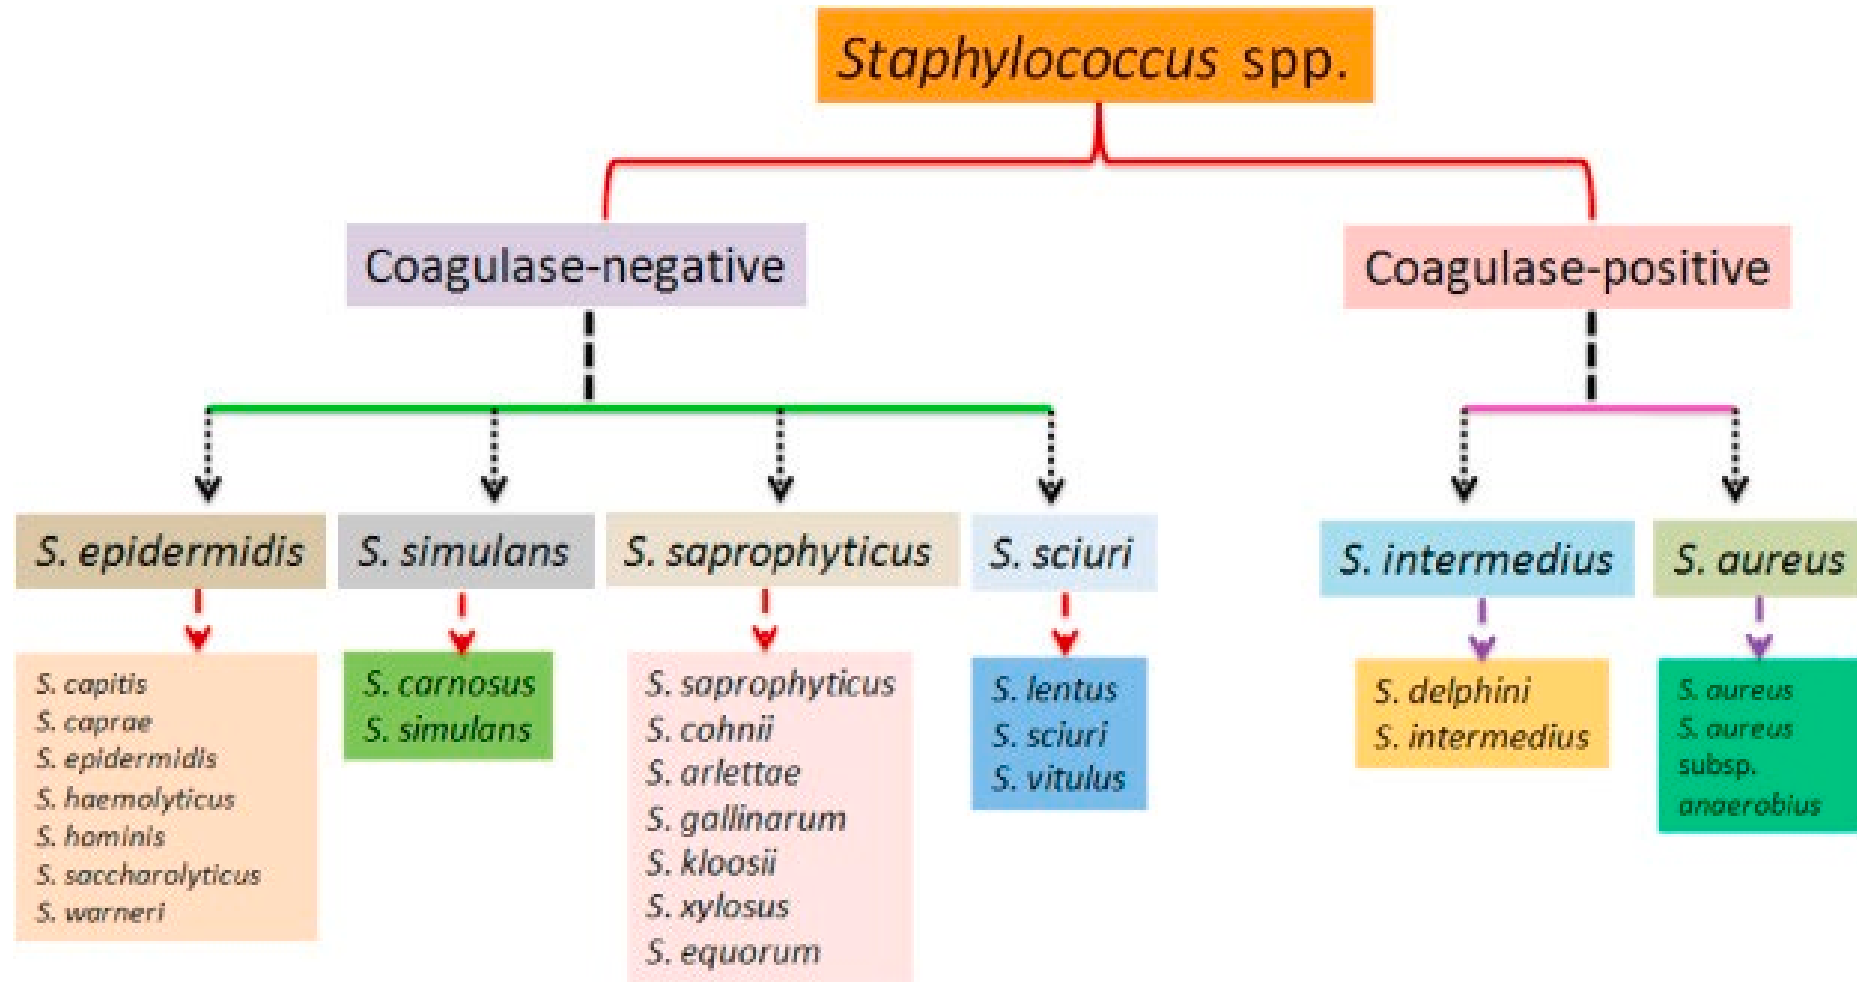 Staphylococcus spp.
Coagulase-negative
Coagulase-positive
S. epidermidis
S. simulans
S. saprophyticus
S. sciuri
S. intermedius
S. aureus
S. capitis
S. caprae
S. epidermidis
S. haemolyticus
S. hominis
S. saccharolyticus
S. warneri
S. carnosus
S. simulans
S. saprophyticus
S. cohnii
S. arlettae
S. gallinarum
S. kloosii
S. xylosus
S. equorum
S. lentus
S. sciuri
S. vitulus
S. delphini
S. intermedius
S. aureus
S. aureus
subsp.
anaerobius